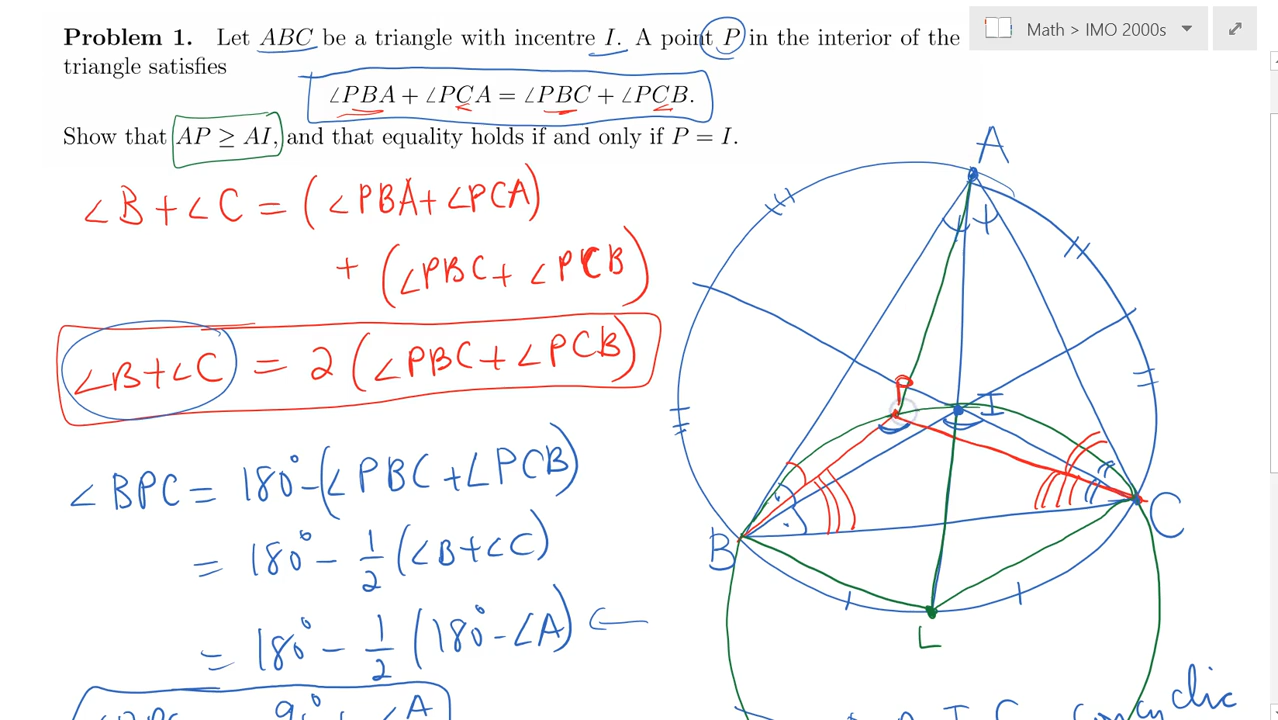 Problem 1. Let ABC be a triangle with incentre I. A point P in the interior of the
triangle satisfies
∠PBA + ∠PCA = ∠PBC + ∠PCB.
Show that AP ≥ AI, and that equality holds if and only if P = I.
Math > IMO 2000s
∠B + ∠C = (∠PBA + ∠PCA)
+ (∠PBC + ∠PCB)
∠B + ∠C = 2 (∠PBC + ∠PCB)
∠BPC = 180° - (∠PBC + ∠PCB)
= 180° - 1/2 (∠B + ∠C)
= 180° - 1/2 (180° - ∠A) ←
A
P
I
B
C
L